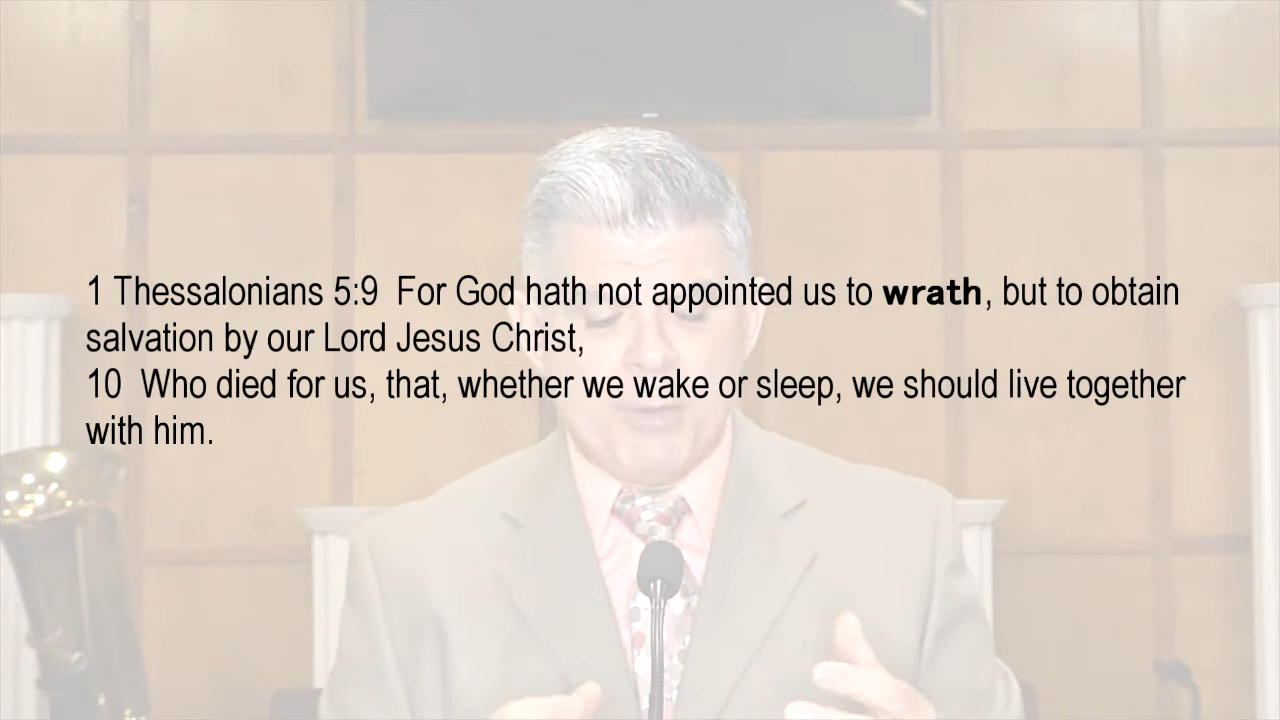 1 Thessalonians 5:9  For God hath not appointed us to wrath, but to obtain
salvation by our Lord Jesus Christ,
10  Who died for us, that, whether we wake or sleep, we should live together
with him.